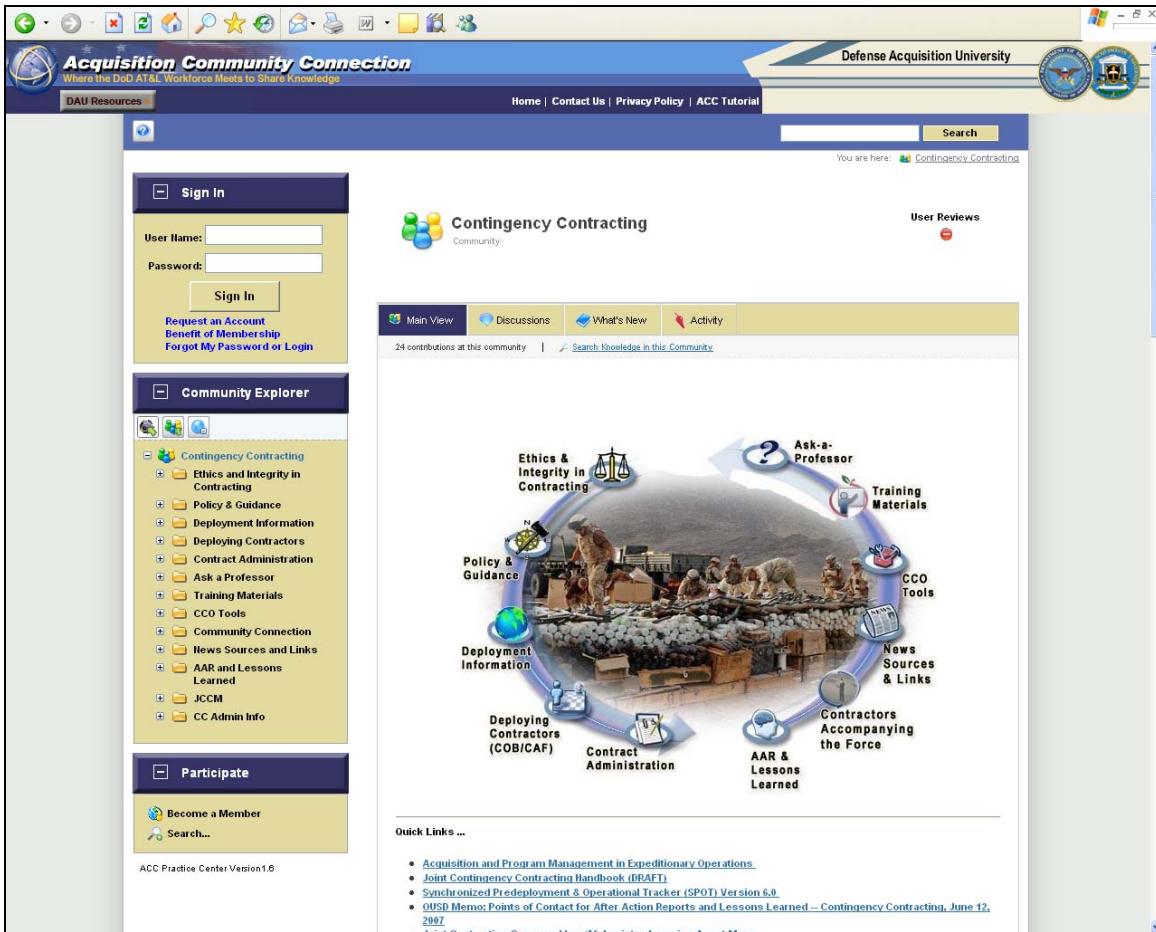 Acquisition Community Connection
Where the DoD AT&L Workforce Meets to Share Knowledge
Defense Acquisition University
DAU Resources
Home | Contact Us | Privacy Policy | ACC Tutorial
Search
You are here: Contingency Contracting
Sign In
User Name:
Password:
Sign In
Request an Account
Benefit of Membership
Forgot My Password or Login
Community Explorer
Contingency Contracting
Ethics and Integrity in
Contracting
Policy & Guidance
Deployment Information
Deploying Contractors
Contract Administration
Ask a Professor
Training Materials
CCO Tools
Community Connection
News Sources and Links
AAR and Lessons
Learned
JCCM
CC Admin Info
Participate
Become a Member
Search...
ACC Practice Center Version1.6
Contingency Contracting
Community
User Reviews
Main View
Discussions
What's New
Activity
24 contributions at this community | Search Knowledge in this Community
Ethics &
Integrity in
Contracting
Ask-a-
Professor
Training
Materials
CCO
Tools
News
Sources
& Links
Contractors
Accompanying
the Force
AAR &
Lessons
Learned
Contract
Administration
Deploying
Contractors
(COB/CAF)
Deployment
Information
Policy &
Guidance
Quick Links ...
Acquisition and Program Management in Expeditionary Operations
Joint Contingency Contracting Handbook (DRAFT)
Synchronized Predeployment & Operational Tracker (SPOT) Version 6.0
OUSD Memo: Points of Contact for After Action Reports and Lessons Learned -- Contingency Contracting, June 12,
2007